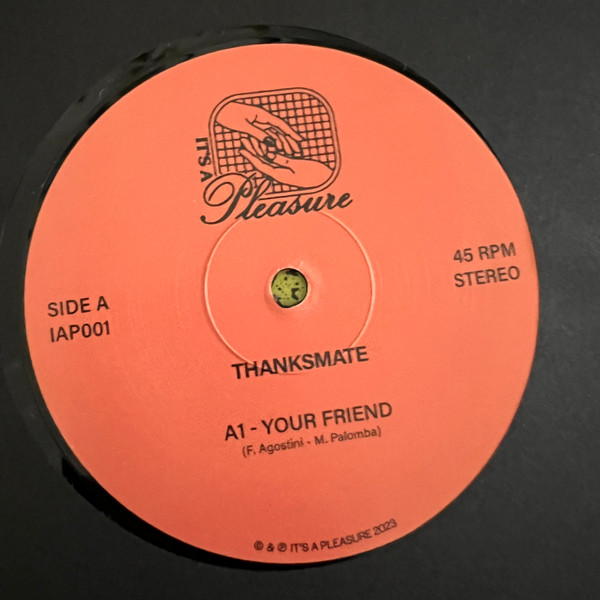 IT'S A
Pleasure
45 RPM
STEREO
SIDE A
IAP001
THANKSMATE
A1 - YOUR FRIEND
(F. Agostini - M. Palomba)
© & ℗ IT'S A PLEASURE 2023